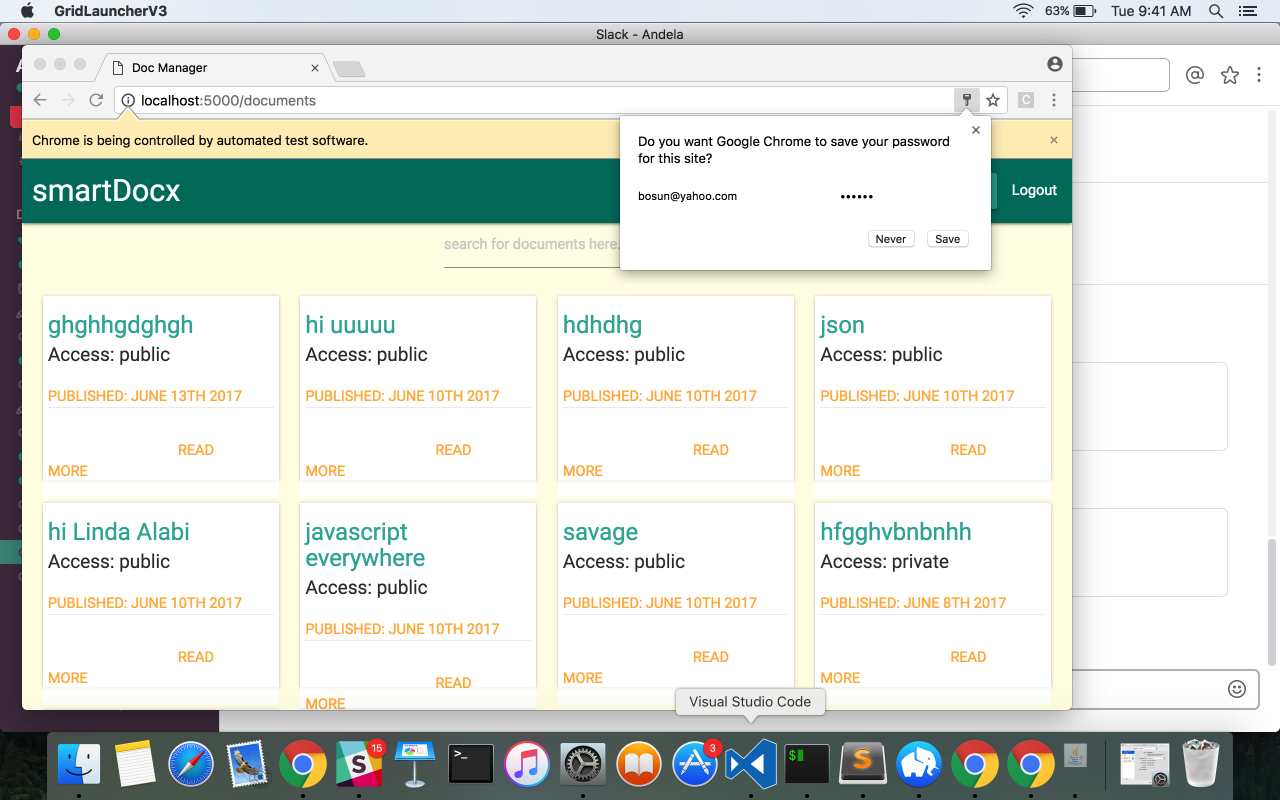 GridLauncherV3
63%
Tue 9:41 AM
Slack - Andela
Doc Manager
localhost:5000/documents
C
Chrome is being controlled by automated test software.
Do you want Google Chrome to save your password
for this site?
bosun@yahoo.com
Never
Save
smartDocx
Logout
search for documents here.
ghghhgdghgh
Access: public
PUBLISHED: JUNE 13TH 2017
READ
MORE
hi uuuuu
Access: public
PUBLISHED: JUNE 10TH 2017
READ
MORE
hdhdhg
Access: public
PUBLISHED: JUNE 10TH 2017
READ
MORE
json
Access: public
PUBLISHED: JUNE 10TH 2017
READ
MORE
hi Linda Alabi
Access: public
PUBLISHED: JUNE 10TH 2017
READ
MORE
javascript
everywhere
Access: public
PUBLISHED: JUNE 10TH 2017
READ
MORE
savage
Access: public
PUBLISHED: JUNE 10TH 2017
READ
MORE
hfgghvbnbnhh
Access: private
PUBLISHED: JUNE 8TH 2017
READ
MORE
Visual Studio Code
15
3